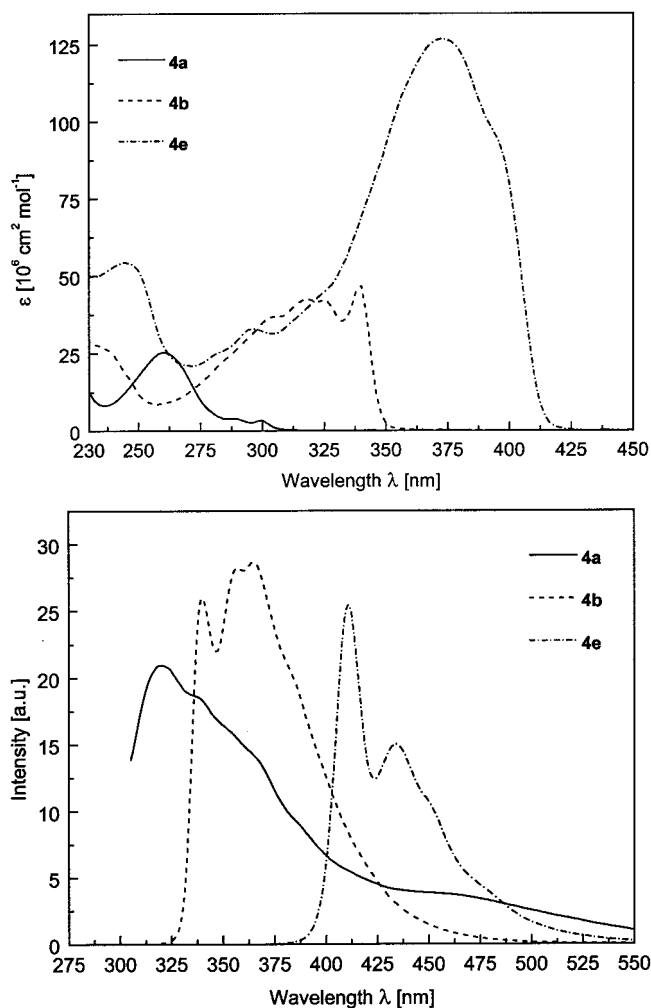 4a
4b
4e
125
100
75
50
25
0
ε [10⁶ cm² mol⁻¹]
230 250 275 300 325 350 375 400 425 450
Wavelength λ [nm]
4a
4b
4e
30
25
20
15
10
5
0
Intensity [a.u.]
275 300 325 350 375 400 425 450 475 500 525 550
Wavelength λ [nm]